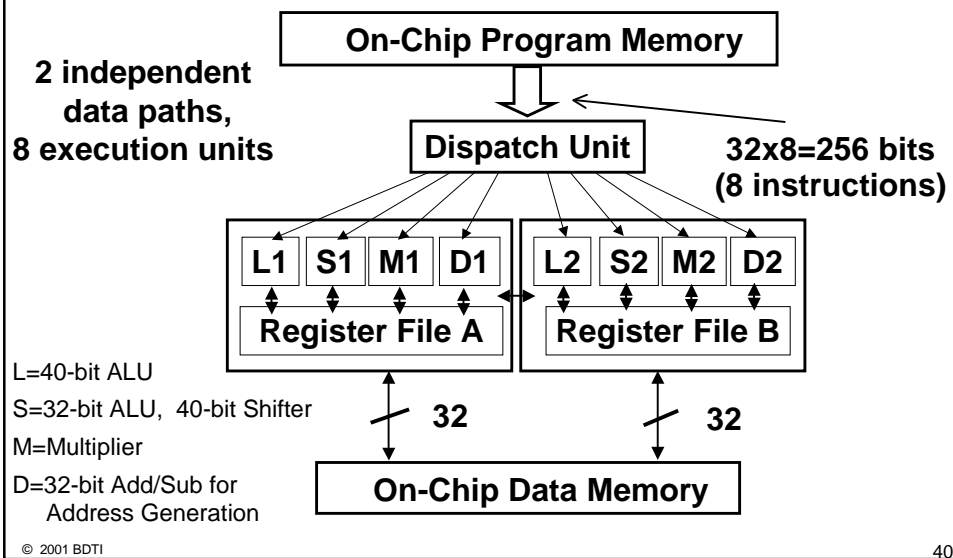 On-Chip Program Memory
2 independent
data paths,
8 execution units
Dispatch Unit
32x8=256 bits
(8 instructions)
L1 S1 M1 D1 L2 S2 M2 D2
Register File A Register File B
L=40-bit ALU
S=32-bit ALU, 40-bit Shifter
32 32
M=Multiplier
D=32-bit Add/Sub for
Address Generation
On-Chip Data Memory
© 2001 BDTI 40